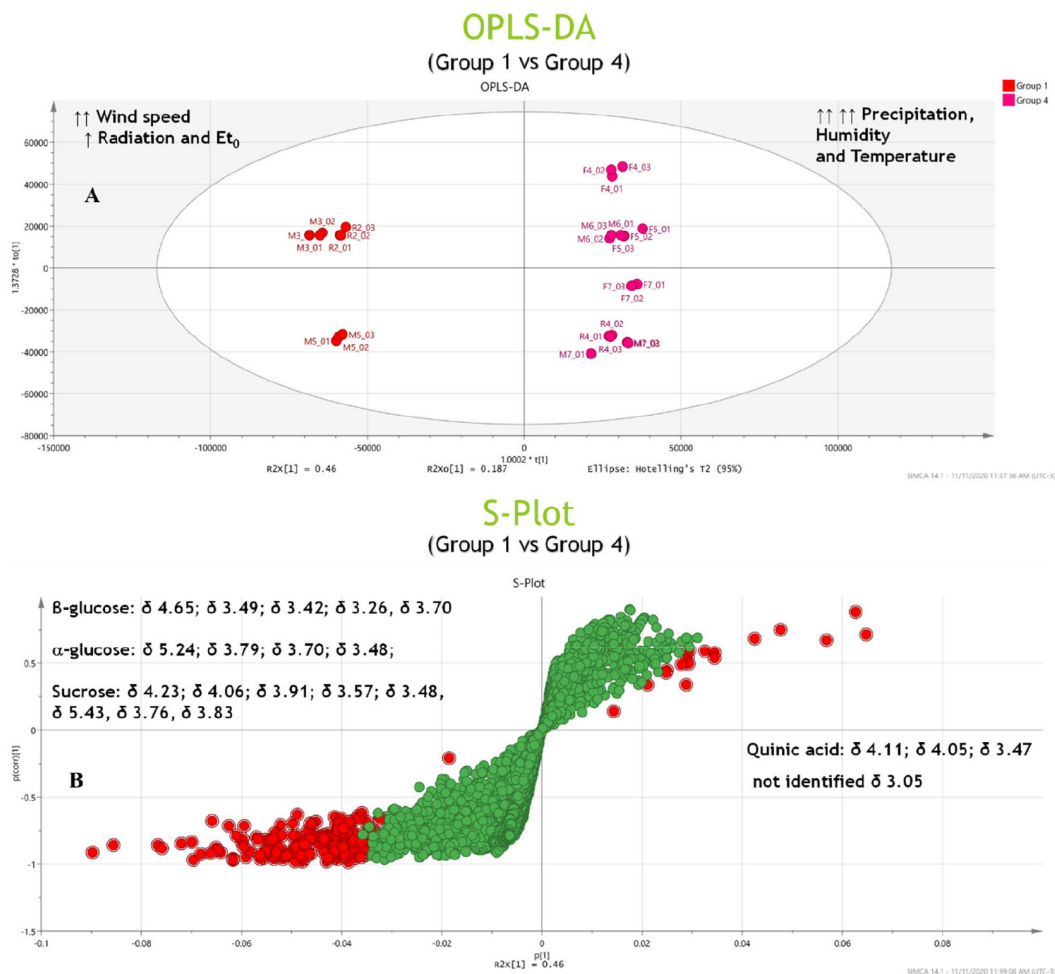 OPLS-DA
(Group 1 vs Group 4)
OPLS-DA
Group 1
Group 4
↑↑ Wind speed
↑ Radiation and Et₀
↑↑ ↑↑ Precipitation,
Humidity
and Temperature
A
60000
40000
20000
0
-20000
-40000
-60000
-80000
1.3728 * to[1]
F4_02
F4_03
F4_01
M3_02
R2_03
M3_
R2_02
M3_01
R2_01
M6_03
M6_01
F5_01
M6_02
F5_02
F5_03
F7_03
F7_01
F7_02
M5_01
M5_03
M5_02
R4_02
R4_01
R4_03
M7_01
-150000
-100000
-50000
0
50000
100000
1.0002 * t[1]
R2X[1] = 0.46
R2Xo[1] = 0.187
Ellipse: Hotelling's T2 (95%)
SIMCA 14.1 - 11/11/2020 11:37:36 AM (UTC-3)
S-Plot
(Group 1 vs Group 4)
S-Plot
ß-glucose: δ 4.65; δ 3.49; δ 3.42; δ 3.26, δ 3.70
α-glucose: δ 5.24; δ 3.79; δ 3.70; δ 3.48;
Sucrose: δ 4.23; δ 4.06; δ 3.91; δ 3.57; δ 3.48,
δ 5.43, δ 3.76, δ 3.83
Quinic acid: δ 4.11; δ 4.05; δ 3.47
not identified δ 3.05
B
0.5
0
-0.5
-1
-1.5
p(corr)[1]
-0.1
-0.08
-0.06
-0.04
-0.02
0
0.02
0.04
0.06
0.08
p[1]
R2X[1] = 0.46
SIMCA 14.1 - 11/11/2020 11:39:08 AM (UTC-3)